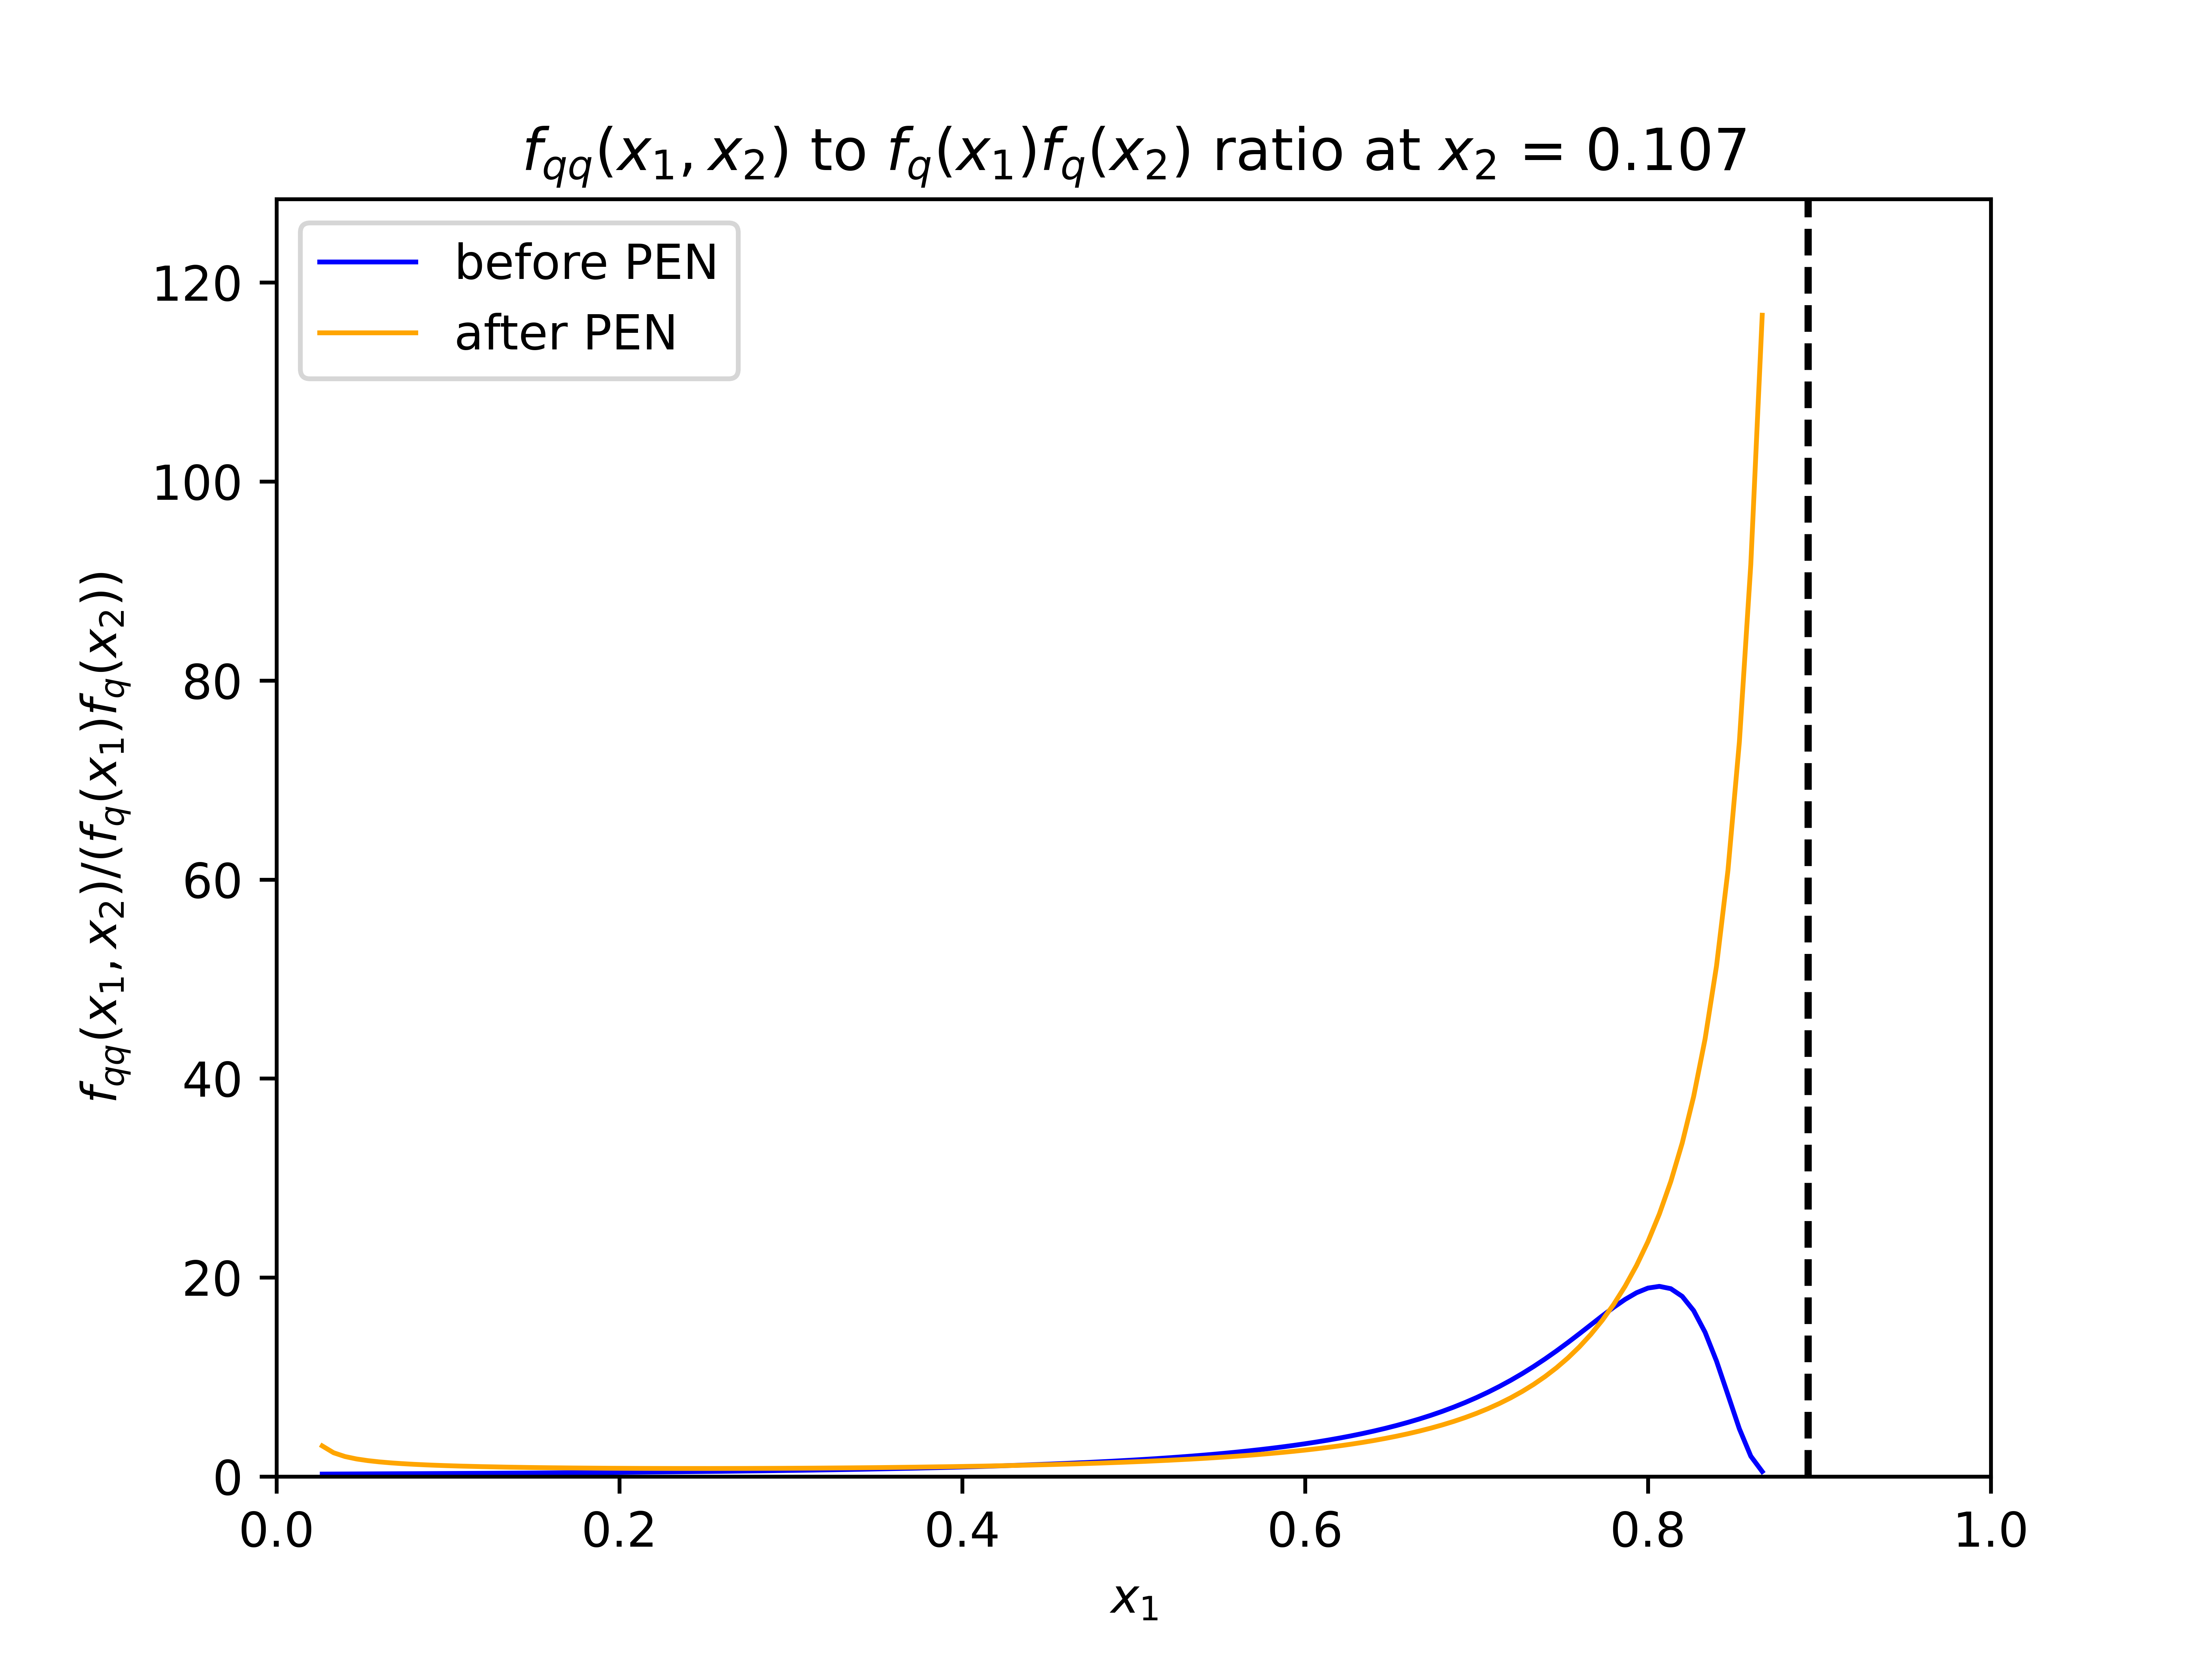 f_qq(x_1, x_2) to f_q(x_1)f_q(x_2) ratio at x_2 = 0.107
before PEN
after PEN
120
100
80
60
40
20
0
f_qq(x_1, x_2)/(f_q(x_1)f_q(x_2))
0.0 0.2 0.4 0.6 0.8 1.0
x_1